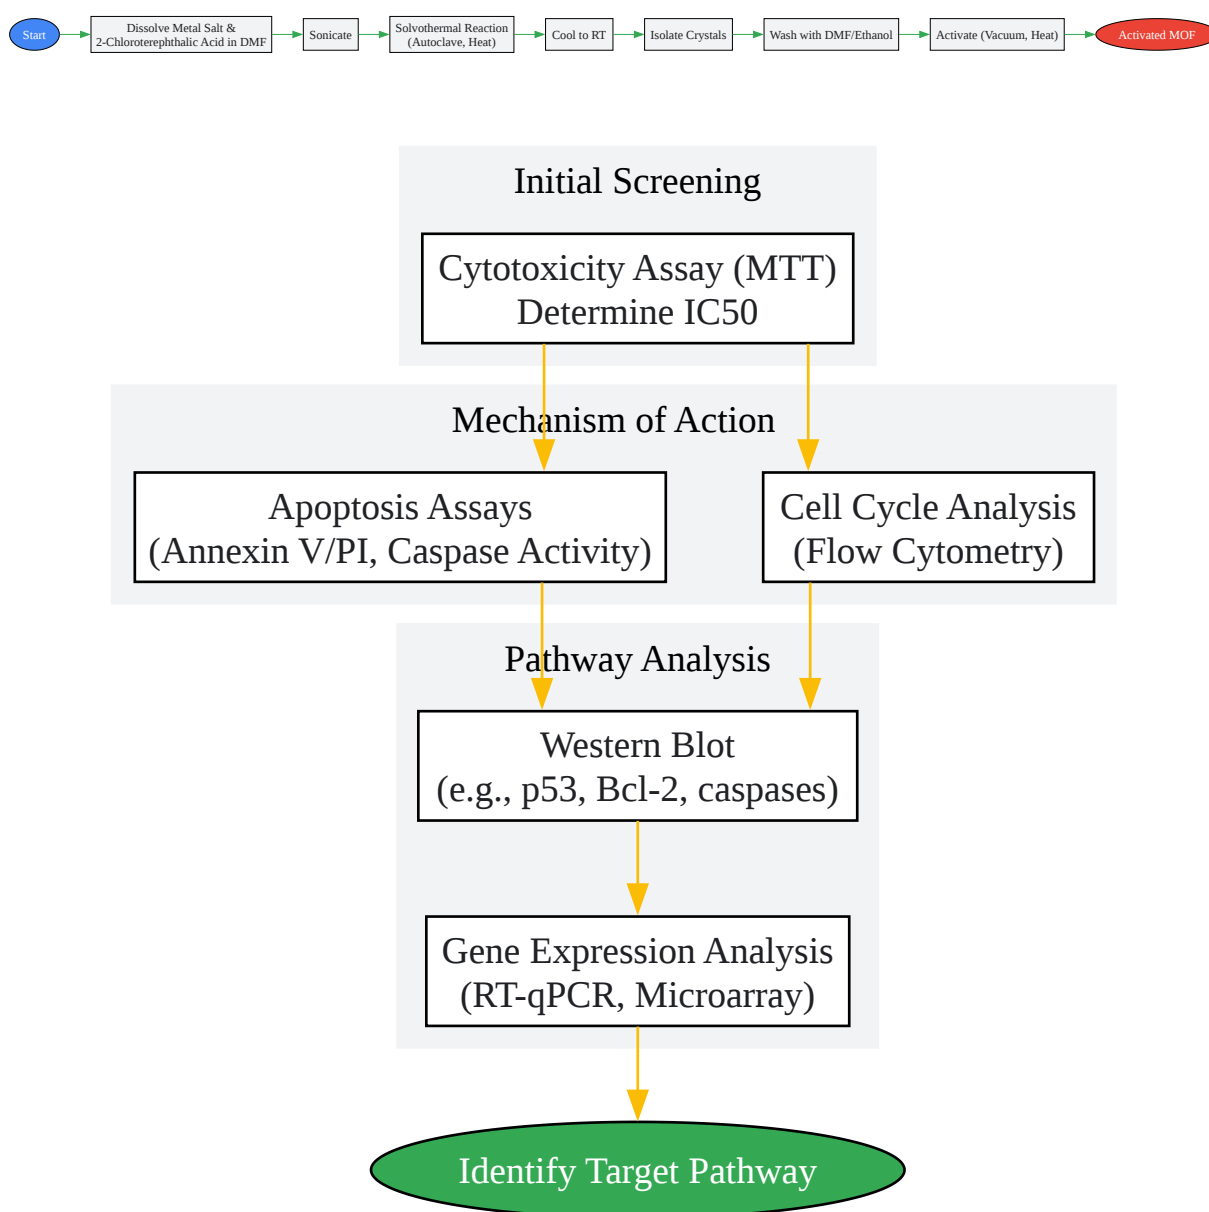 Start
Dissolve Metal Salt &
2-Chloroterephthalic Acid in DMF
Sonicate
Solvothermal Reaction
(Autoclave, Heat)
Cool to RT
Isolate Crystals
Wash with DMF/Ethanol
Activate (Vacuum, Heat)
Activated MOF
Initial Screening
Cytotoxicity Assay (MTT)
Determine IC50
Mechanism of Action
Apoptosis Assays
(Annexin V/PI, Caspase Activity)
Cell Cycle Analysis
(Flow Cytometry)
Pathway Analysis
Western Blot
(e.g., p53, Bcl-2, caspases)
Gene Expression Analysis
(RT-qPCR, Microarray)
Identify Target Pathway